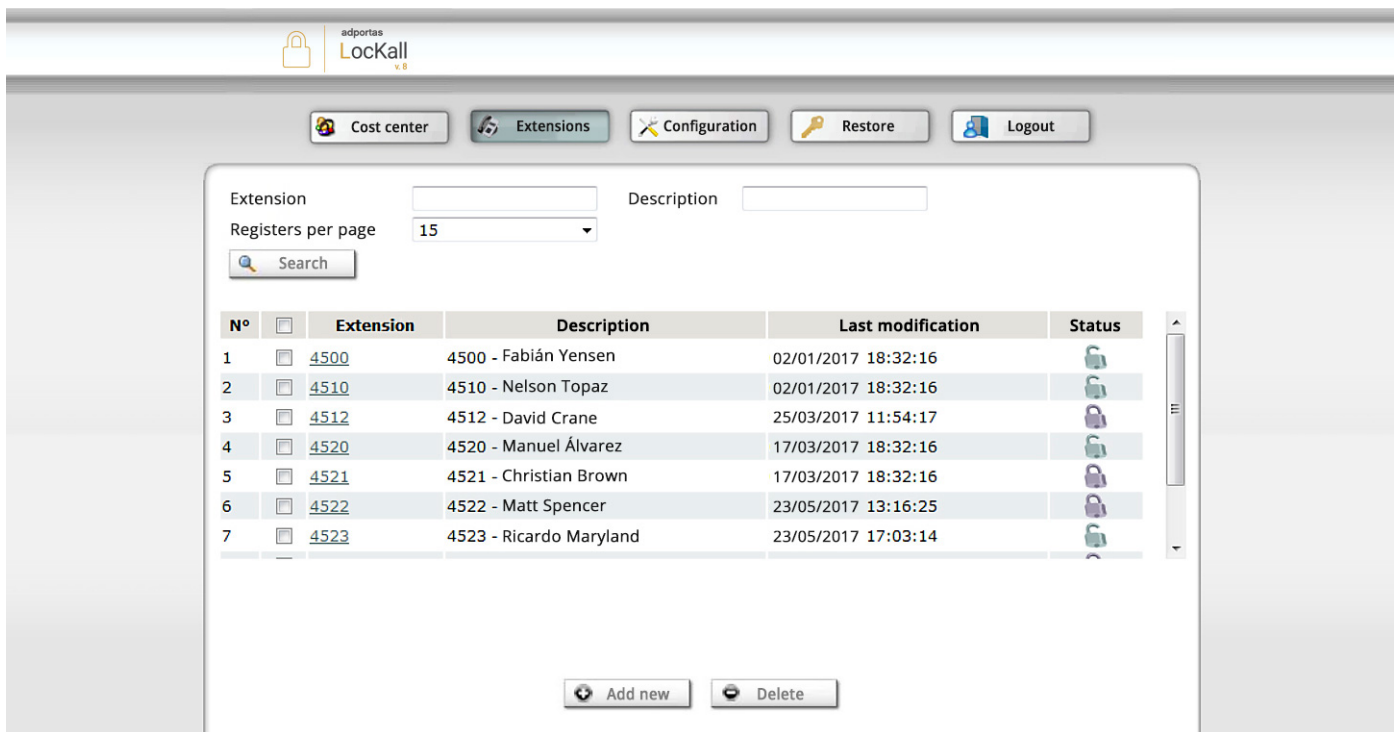 adportas
LocKall
v. 8
Cost center Extensions Configuration Restore Logout
Extension Description
Registers per page 15
Search
Nº Extension Description Last modification Status
1 4500 4500 - Fabián Yensen 02/01/2017 18:32:16
2 4510 4510 - Nelson Topaz 02/01/2017 18:32:16
3 4512 4512 - David Crane 25/03/2017 11:54:17
4 4520 4520 - Manuel Álvarez 17/03/2017 18:32:16
5 4521 4521 - Christian Brown 17/03/2017 18:32:16
6 4522 4522 - Matt Spencer 23/05/2017 13:16:25
7 4523 4523 - Ricardo Maryland 23/05/2017 17:03:14
Add new Delete